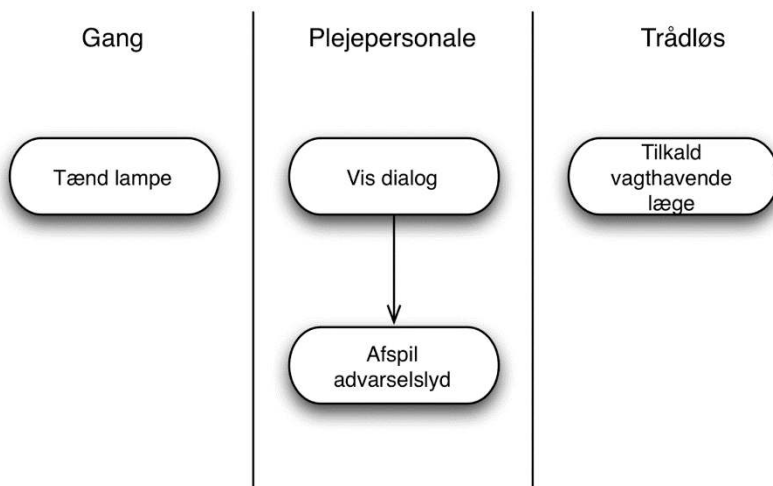 Gang
Plejepersonale
Trådløs
Tænd lampe
Vis dialog
Tilkald
vagthavende
læge
Afspil
advarselslyd